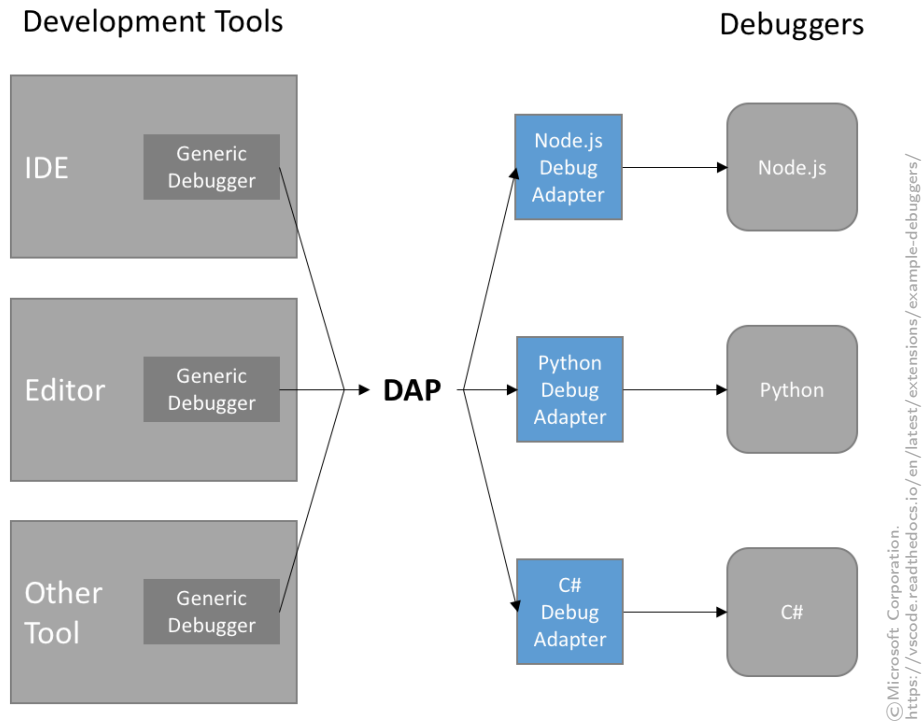 Development Tools
Debuggers
IDE
Generic
Debugger
Node.js
Debug
Adapter
Node.js
Editor
Generic
Debugger
DAP
Python
Debug
Adapter
Python
Other
Tool
Generic
Debugger
C#
Debug
Adapter
C#
©Microsoft Corporation.
https://vscode.readthedocs.io/en/latest/extensions/example-debuggers/